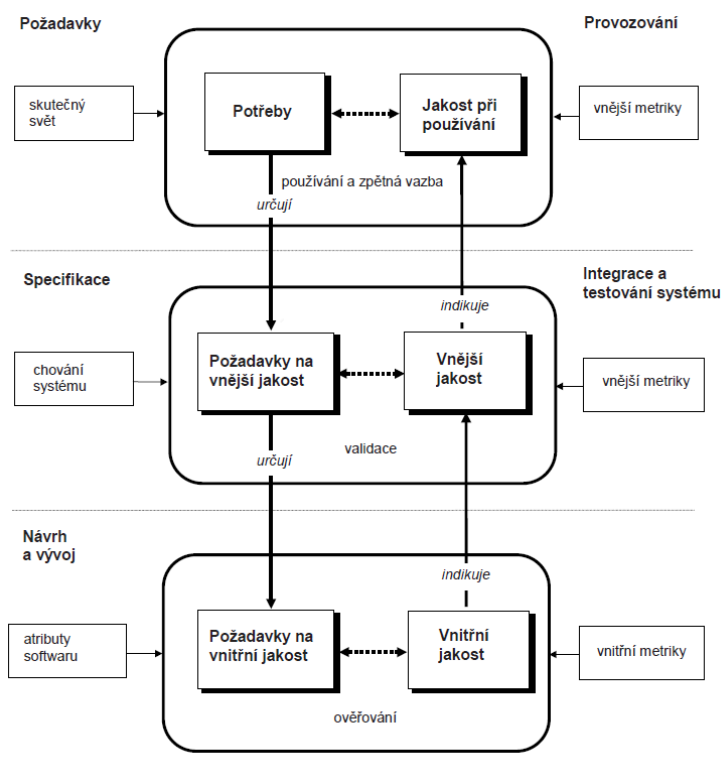 Požadavky
Provozování
skutečný
svět
Potřeby
Jakost při
používání
vnější metriky
používání a zpětná vazba
určují
Specifikace
Integrace a
testování systému
indikuje
chování
systému
Požadavky na
vnější jakost
Vnější
jakost
vnější metriky
validace
určují
Návrh
a vývoj
indikuje
atributy
softwaru
Požadavky na
vnitřní jakost
Vnitřní
jakost
vnitřní metriky
ověřování